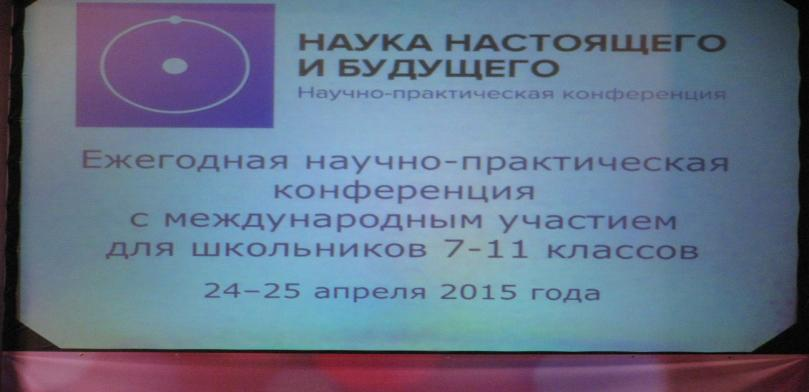 НАУКА НАСТОЯЩЕГО
И БУДУЩЕГО
Научно-практическая конференция
Ежегодная научно-практическая
конференция
с международным участием
для школьников 7-11 классов
24–25 апреля 2015 года